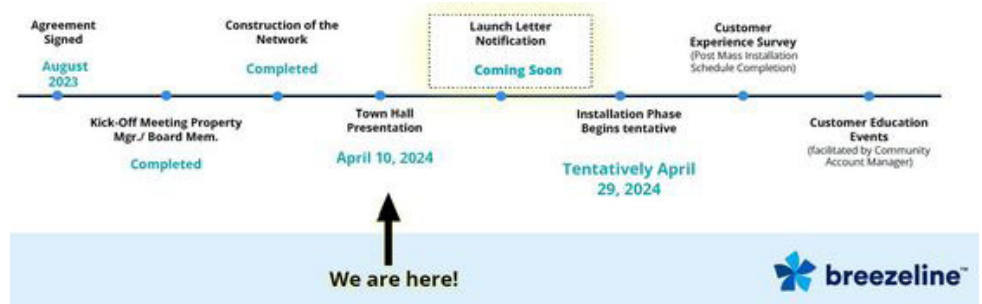 Agreement
Signed
August
2023
Kick-Off Meeting Property
Mgr./ Board Mem.
Completed
Construction of the
Network
Completed
Town Hall
Presentation
April 10, 2024
Launch Letter
Notification
Coming Soon
Installation Phase
Begins tentative
Tentatively April
29, 2024
Customer
Experience Survey
(Post Mass Installation
Schedule Completion)
Customer Education
Events
(facilitated by Community
Account Manager)
We are here!
breezeline™